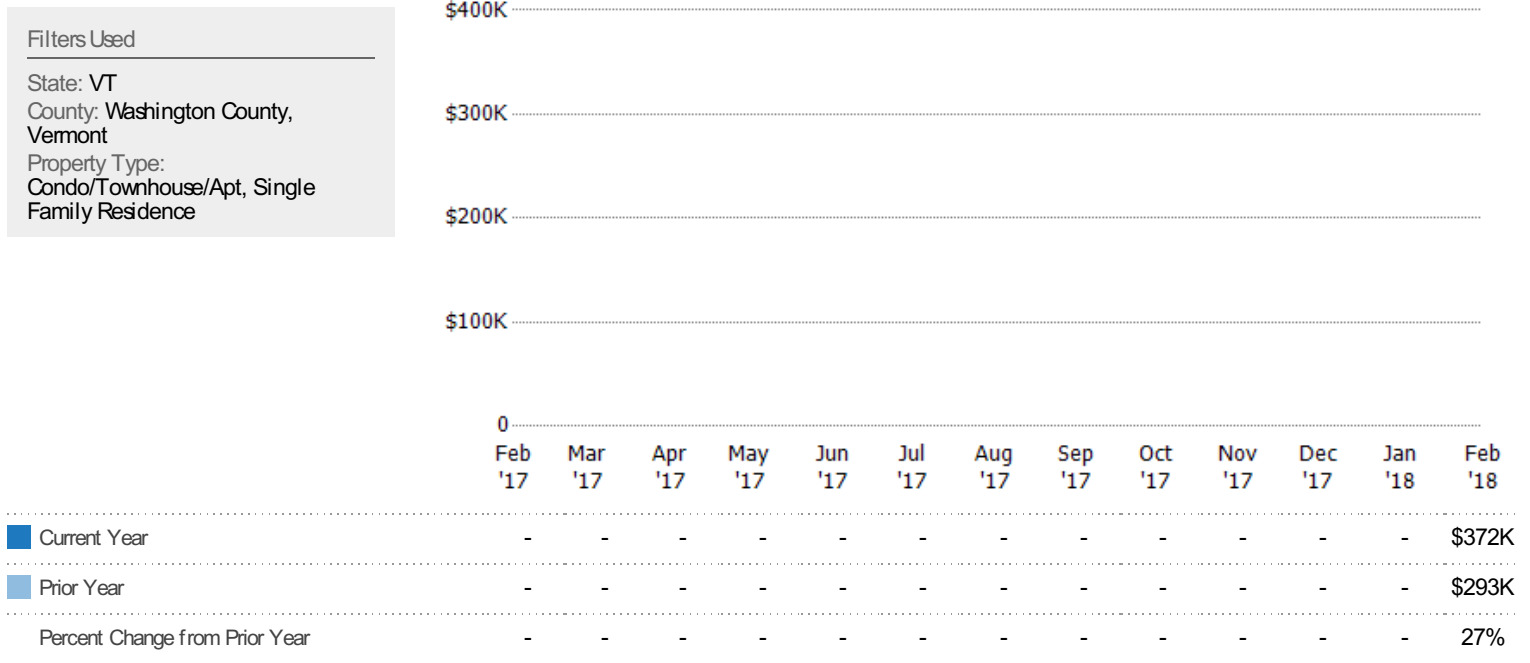 Filters Used
State: VT
County: Washington County,
Vermont
Property Type:
Condo/Townhouse/Apt, Single
Family Residence
$400K
$300K
$200K
$100K
0
Feb Mar Apr May Jun Jul Aug Sep Oct Nov Dec Jan Feb
'17 '17 '17 '17 '17 '17 '17 '17 '17 '17 '17 '18 '18
Current Year - - - - - - - - - - - - $372K
Prior Year - - - - - - - - - - - - $293K
Percent Change from Prior Year - - - - - - - - - - - - 27%